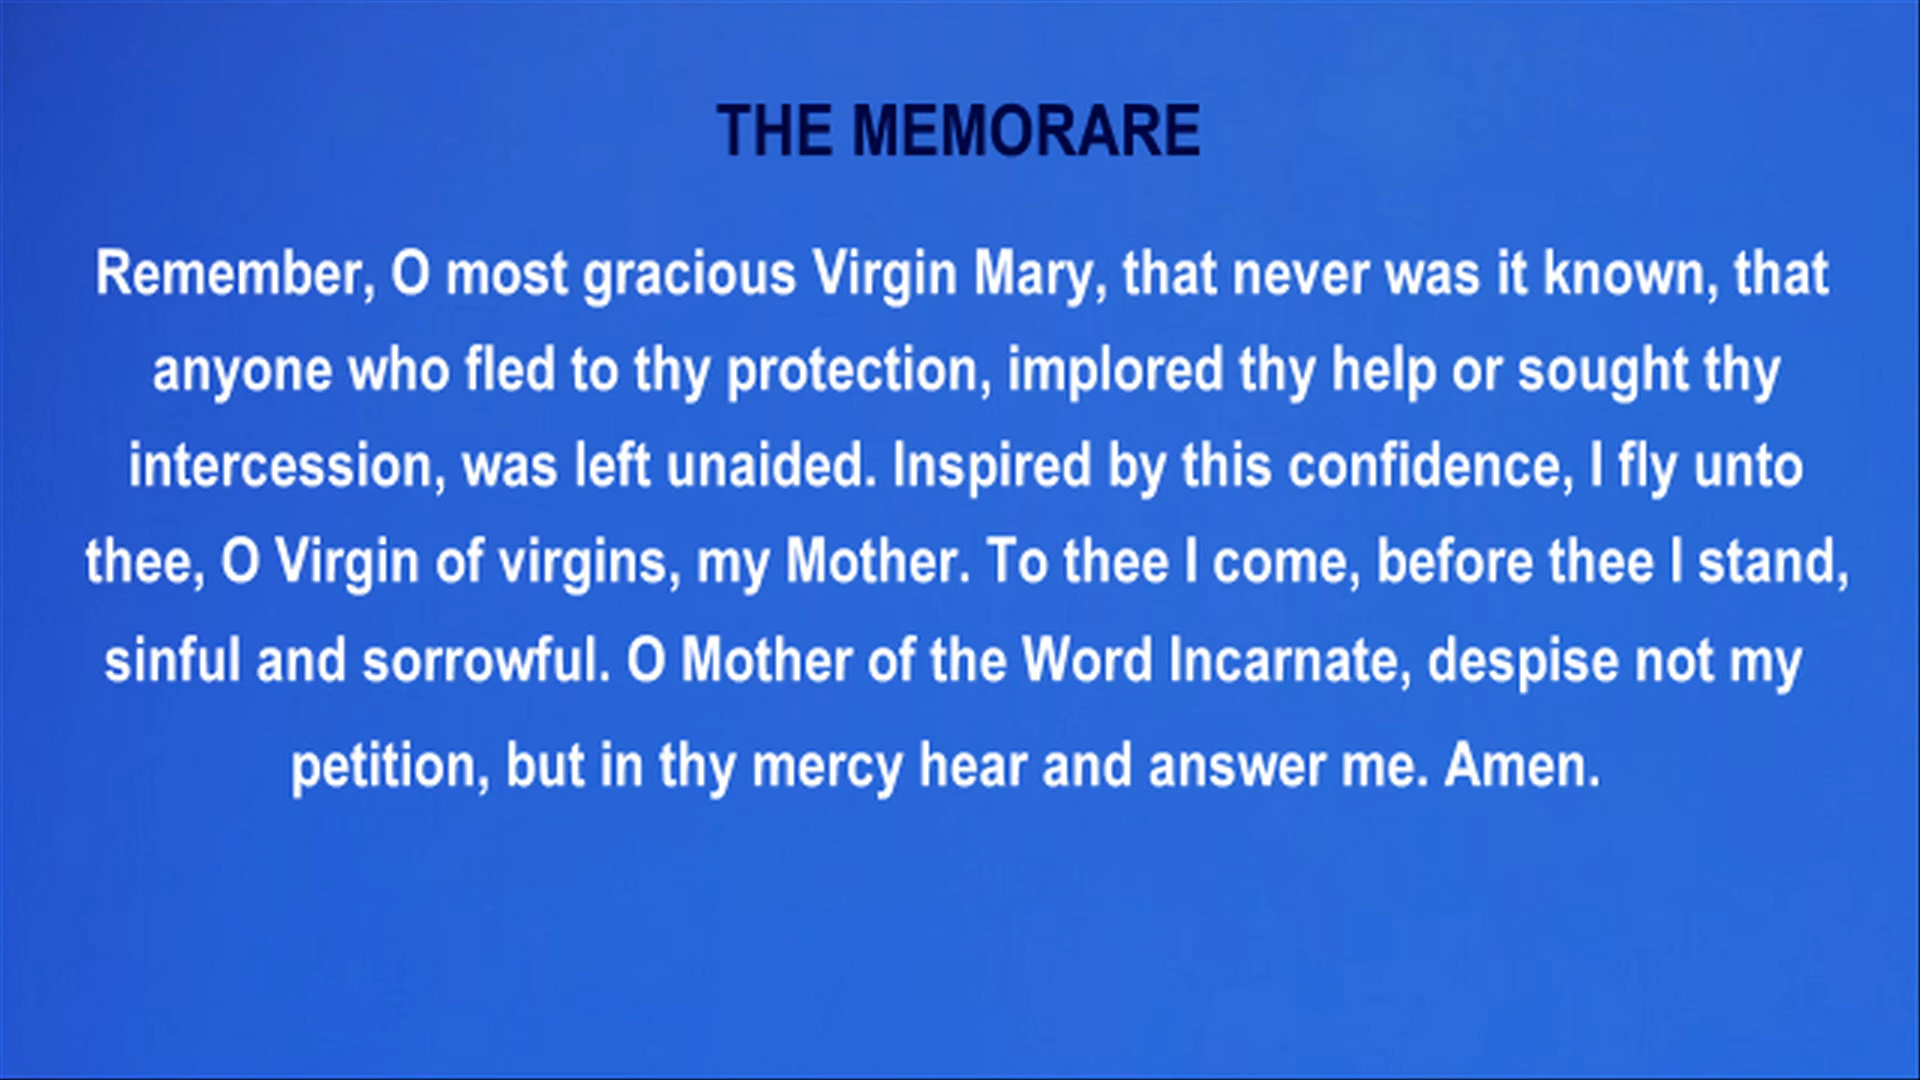 THE MEMORARE
Remember, O most gracious Virgin Mary, that never was it known, that
anyone who fled to thy protection, implored thy help or sought thy
intercession, was left unaided. Inspired by this confidence, I fly unto
thee, O Virgin of virgins, my Mother. To thee I come, before thee I stand,
sinful and sorrowful. O Mother of the Word Incarnate, despise not my
petition, but in thy mercy hear and answer me. Amen.